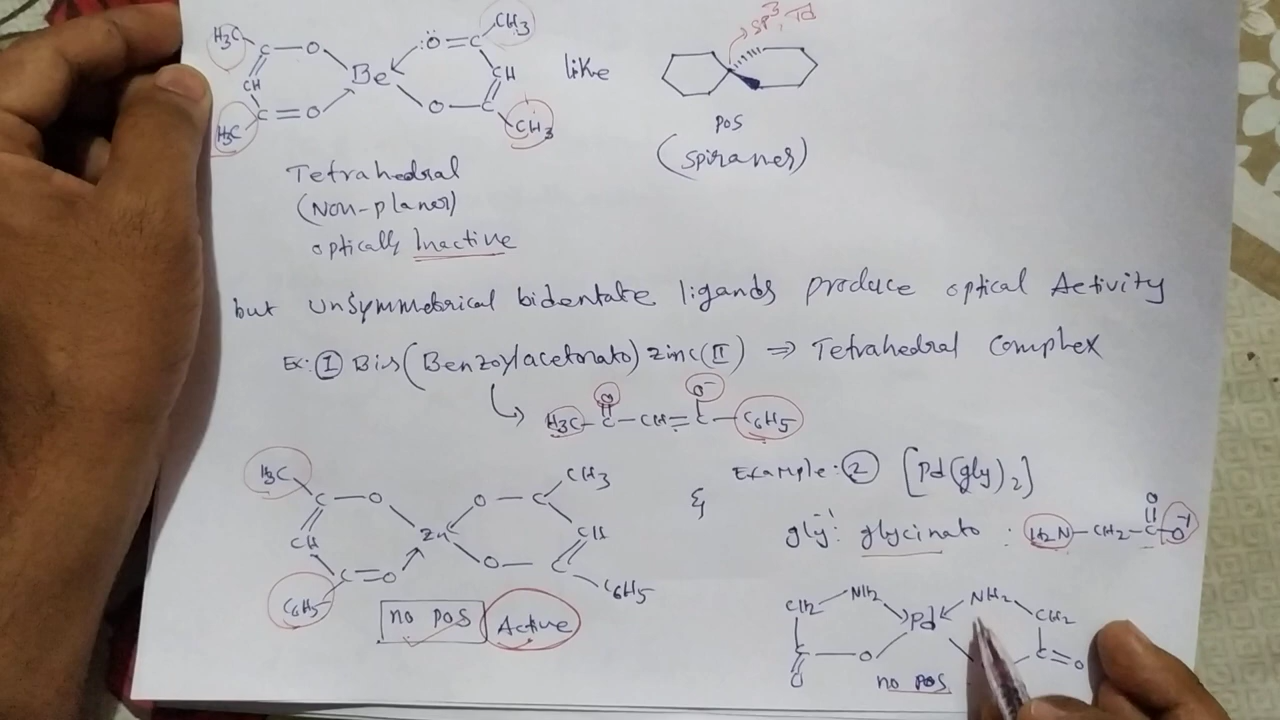 H3C
C — O
CH
H3C
C = O
Be
:Ö = C
CH3
CH
O — C
CH3
like
SP3, Td
POS
(Spiraner)
Tetrahedral
(Non-planer)
optically Inactive
but UnSymmetrical bidentate ligands produce optical Activity
Ex: ① Bis(Benzoylacetonato)zinc(II) ⇒ Tetrahedral Complex
H3C – C – CH = C – C6H5
O
O-
H3C
C — O
CH
C6H5
C = O
Zn
O — C
CH3
CH
O — C
C6H5
no POS
Active
&
Example: ② [Pd(gly)2]
gly-1: glycinato : H2N – CH2 – C – O-1
O
CH2 — NH2
C — O
O
Pd
NH2
CH2
C = O
no POS